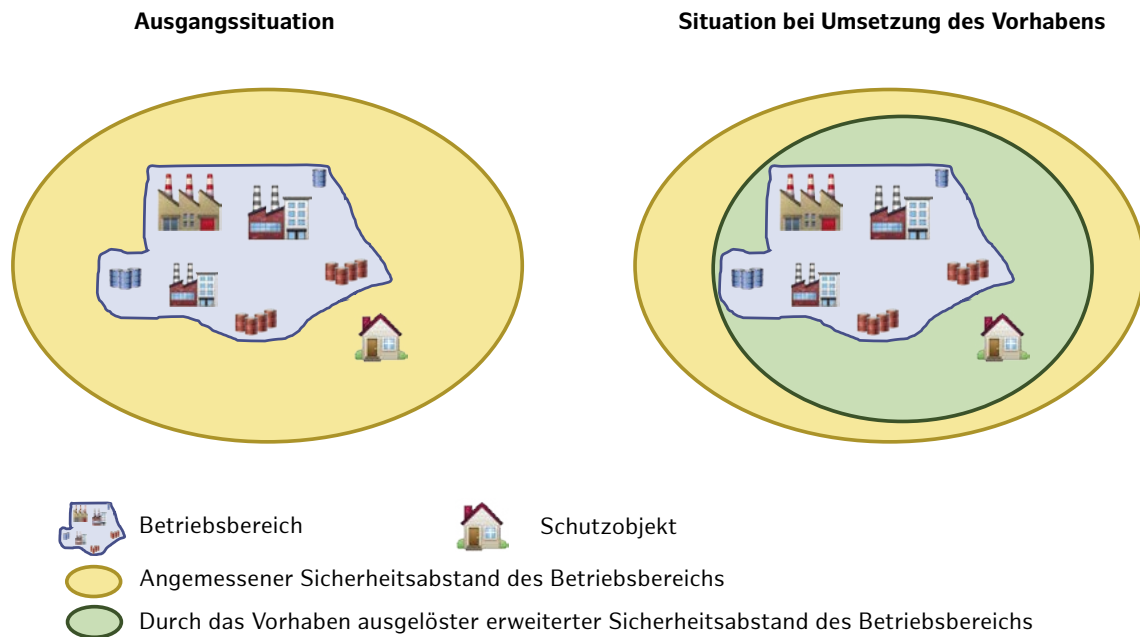 Ausgangssituation
Situation bei Umsetzung des Vorhabens
Betriebsbereich
Schutzobjekt
Angemessener Sicherheitsabstand des Betriebsbereichs
Durch das Vorhaben ausgelöster erweiterter Sicherheitsabstand des Betriebsbereichs